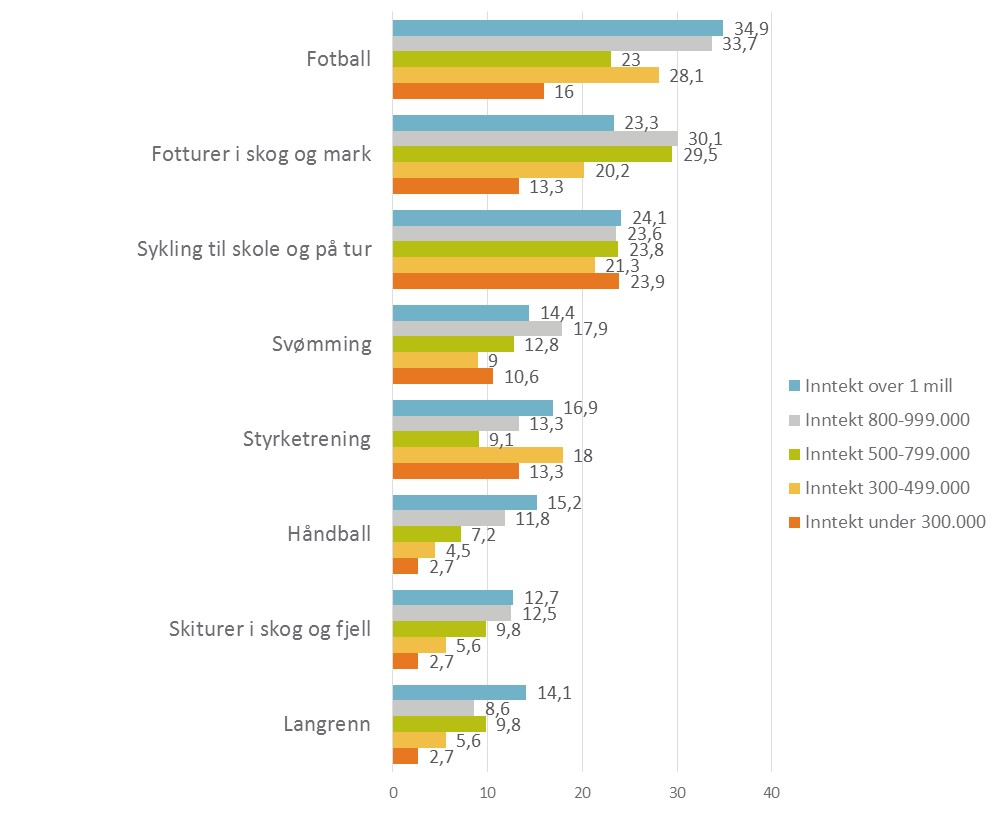 Fotball
34,9
33,7
23
28,1
16
Fotturer i skog og mark
23,3
30,1
29,5
20,2
13,3
Sykling til skole og på tur
24,1
23,6
23,8
21,3
23,9
Svømming
14,4
17,9
12,8
9
10,6
Styrketrening
16,9
13,3
9,1
18
13,3
Håndball
15,2
11,8
7,2
4,5
2,7
Skiturer i skog og fjell
12,7
12,5
9,8
5,6
2,7
Langrenn
14,1
8,6
9,8
5,6
2,7
0 10 20 30 40
Inntekt over 1 mill
Inntekt 800-999.000
Inntekt 500-799.000
Inntekt 300-499.000
Inntekt under 300.000